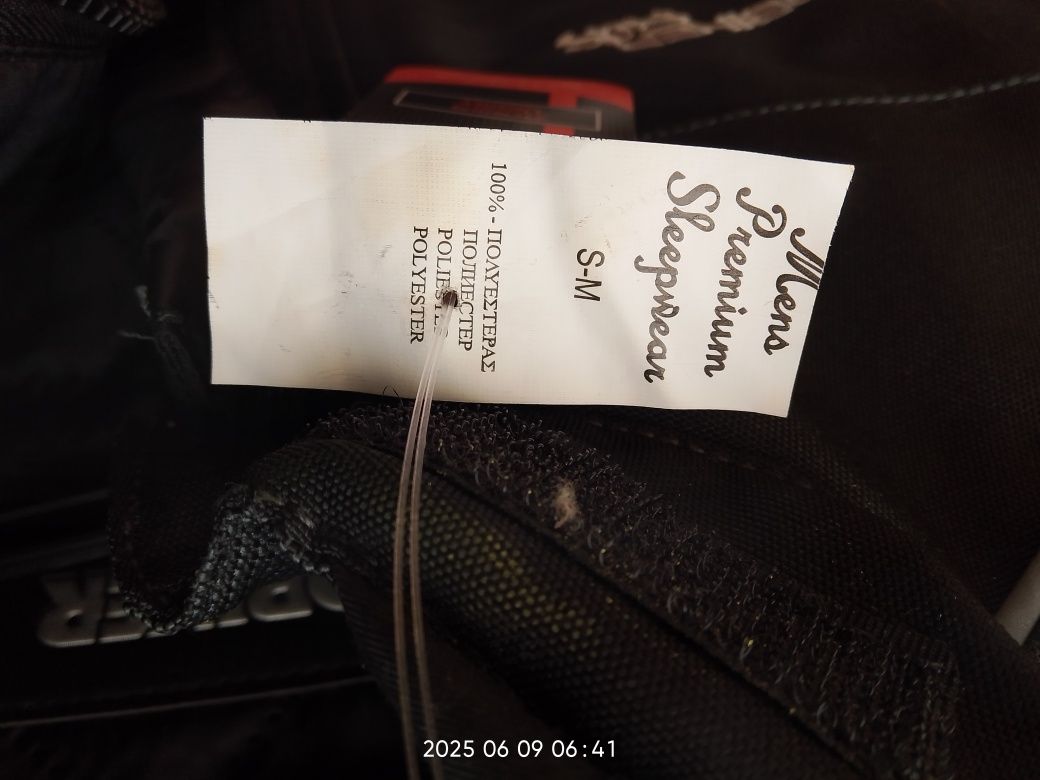 Mens
Premium
Sleepwear
S-M
100% - ΠΟΛΥΕΣΤΕΡΑΣ
ПОЛИЕСТЕР
POLYESTER
2025 06 09 06:41